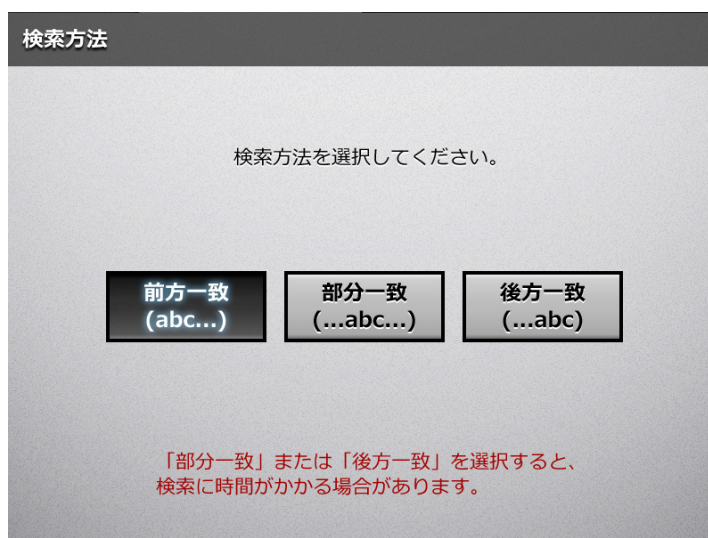 検索方法
検索方法を選択してください。
前方一致
(abc...)
部分一致
(...abc...)
後方一致
(...abc)
「部分一致」または「後方一致」を選択すると、
検索に時間がかかる場合があります。